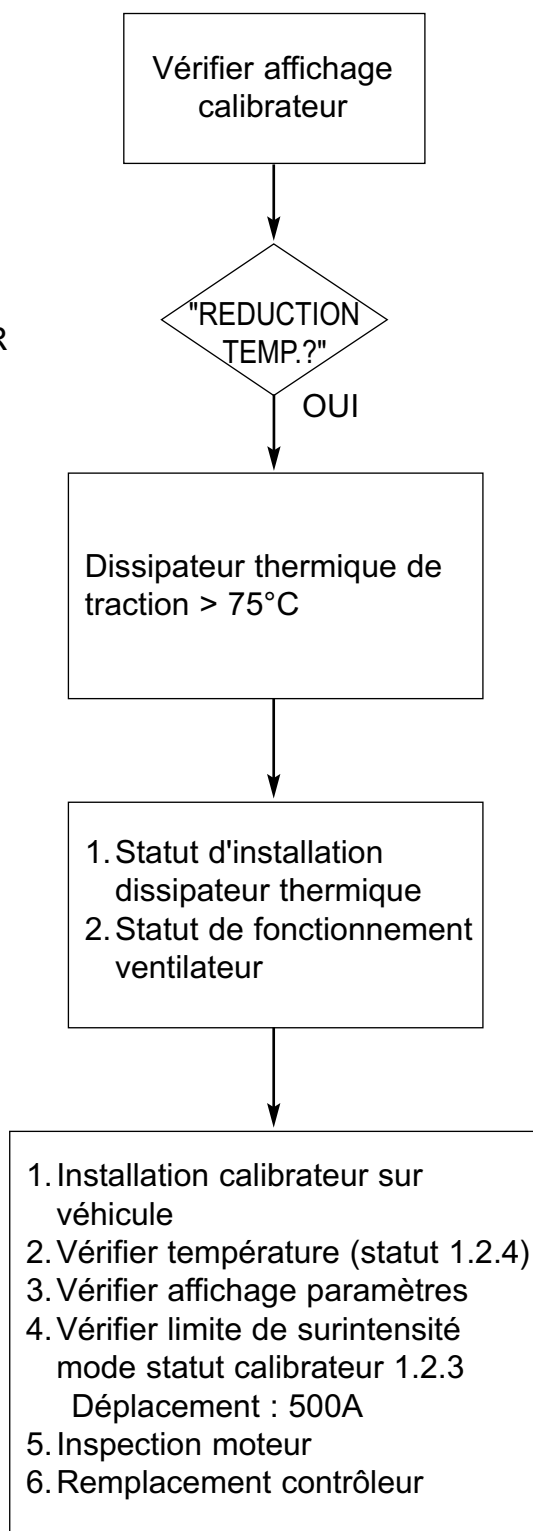 Vérifier affichage
calibrateur
R
"REDUCTION
TEMP.?"
OUI
Dissipateur thermique de
traction > 75°C
1. Statut d'installation
dissipateur thermique
2. Statut de fonctionnement
ventilateur
1. Installation calibrateur sur
véhicule
2. Vérifier température (statut 1.2.4)
3. Vérifier affichage paramètres
4. Vérifier limite de surintensité
mode statut calibrateur 1.2.3
Déplacement : 500A
5. Inspection moteur
6. Remplacement contrôleur